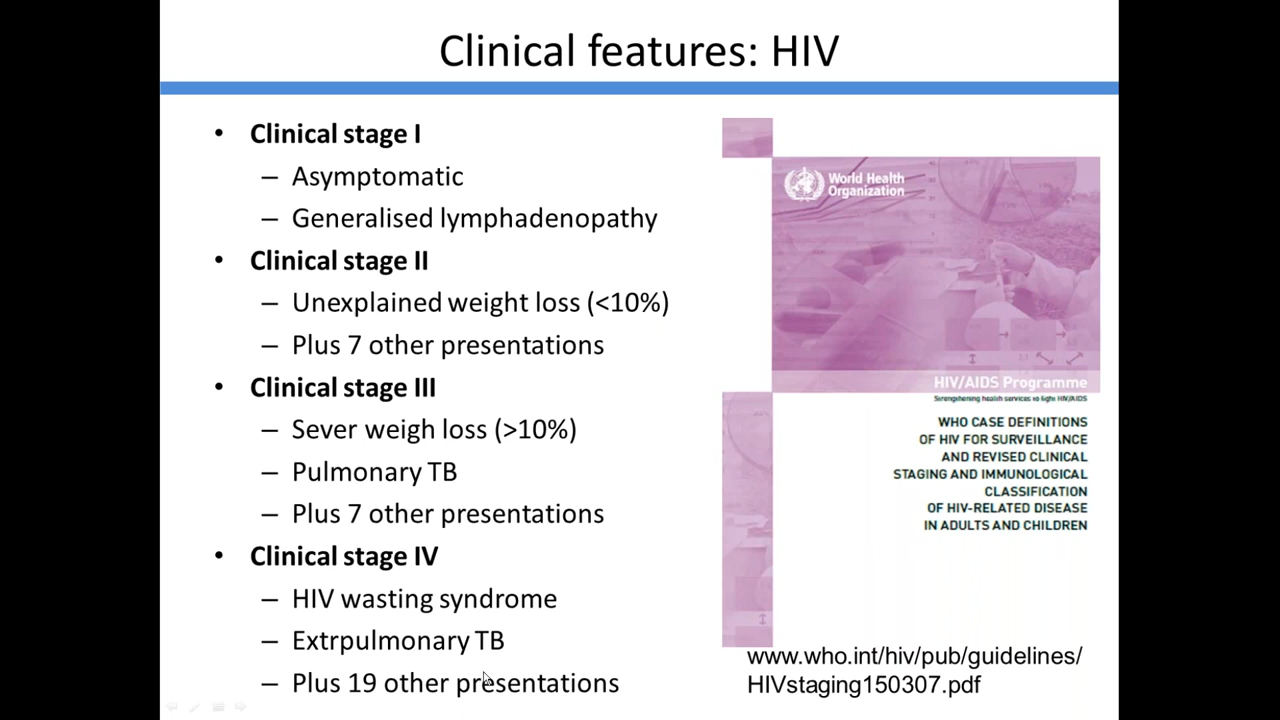 Clinical features: HIV
• Clinical stage I
– Asymptomatic
– Generalised lymphadenopathy
• Clinical stage II
– Unexplained weight loss (<10%)
– Plus 7 other presentations
• Clinical stage III
– Sever weigh loss (>10%)
– Pulmonary TB
– Plus 7 other presentations
• Clinical stage IV
– HIV wasting syndrome
– Extrpulmonary TB
– Plus 19 other presentations
World Health
Organization
HIV/AIDS Programme
Strengthening health services to fight HIV/AIDS
WHO CASE DEFINITIONS
OF HIV FOR SURVEILLANCE
AND REVISED CLINICAL
STAGING AND IMMUNOLOGICAL
CLASSIFICATION
OF HIV-RELATED DISEASE
IN ADULTS AND CHILDREN
www.who.int/hiv/pub/guidelines/
HIVstaging150307.pdf